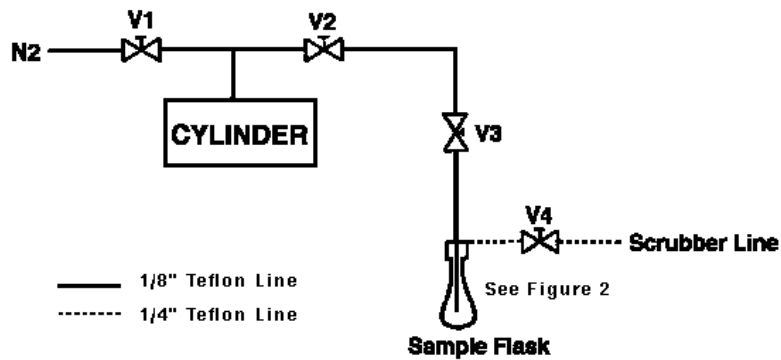 V1
V2
N2
CYLINDER
V3
V4
Scrubber Line
1/8" Teflon Line
See Figure 2
1/4" Teflon Line
Sample Flask